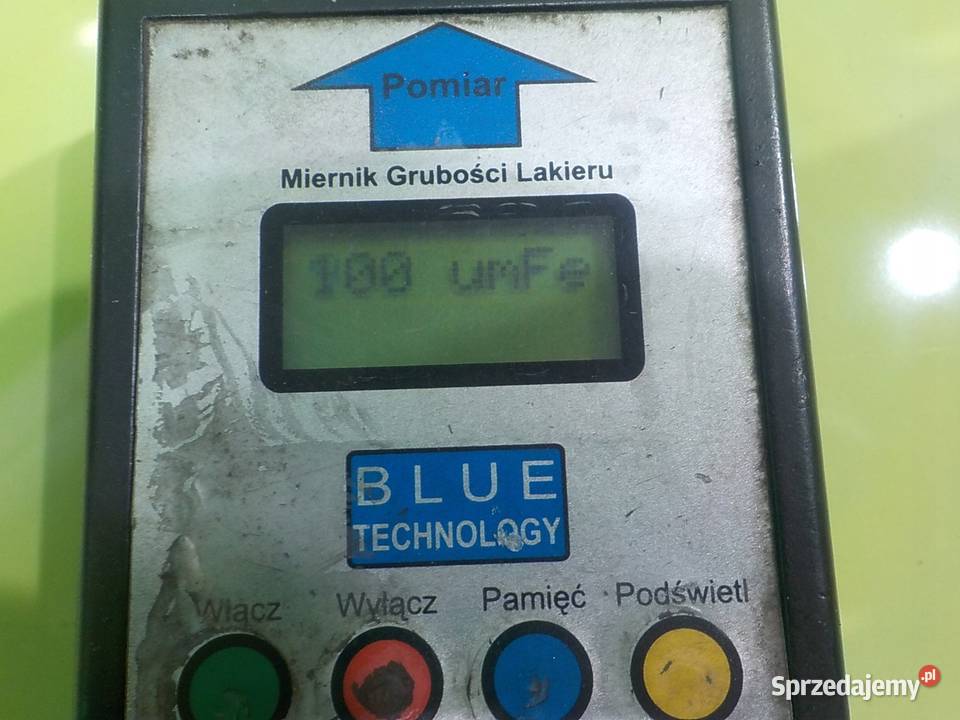 Pomiar
Miernik Grubości Lakieru
100 umFe
BLUE
TECHNOLOGY
Włącz Wyłącz Pamięć Podświetl
Sprzedajemy.pl